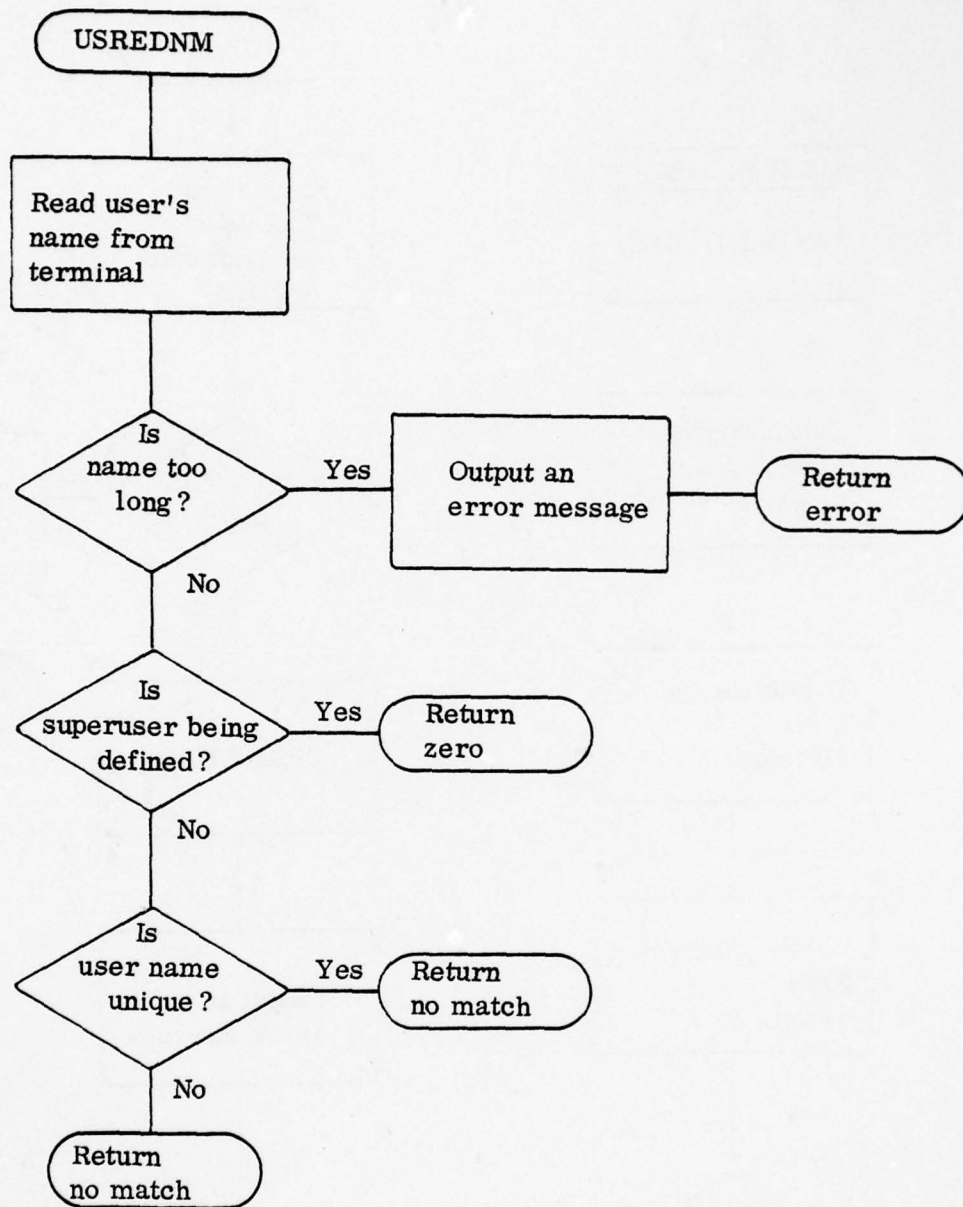 USREDNM
Read user's
name from
terminal
Is
name too
long?
Yes
Output an
error message
Return
error
No
Is
superuser being
defined?
Yes
Return
zero
No
Is
user name
unique?
Yes
Return
no match
No
Return
no match